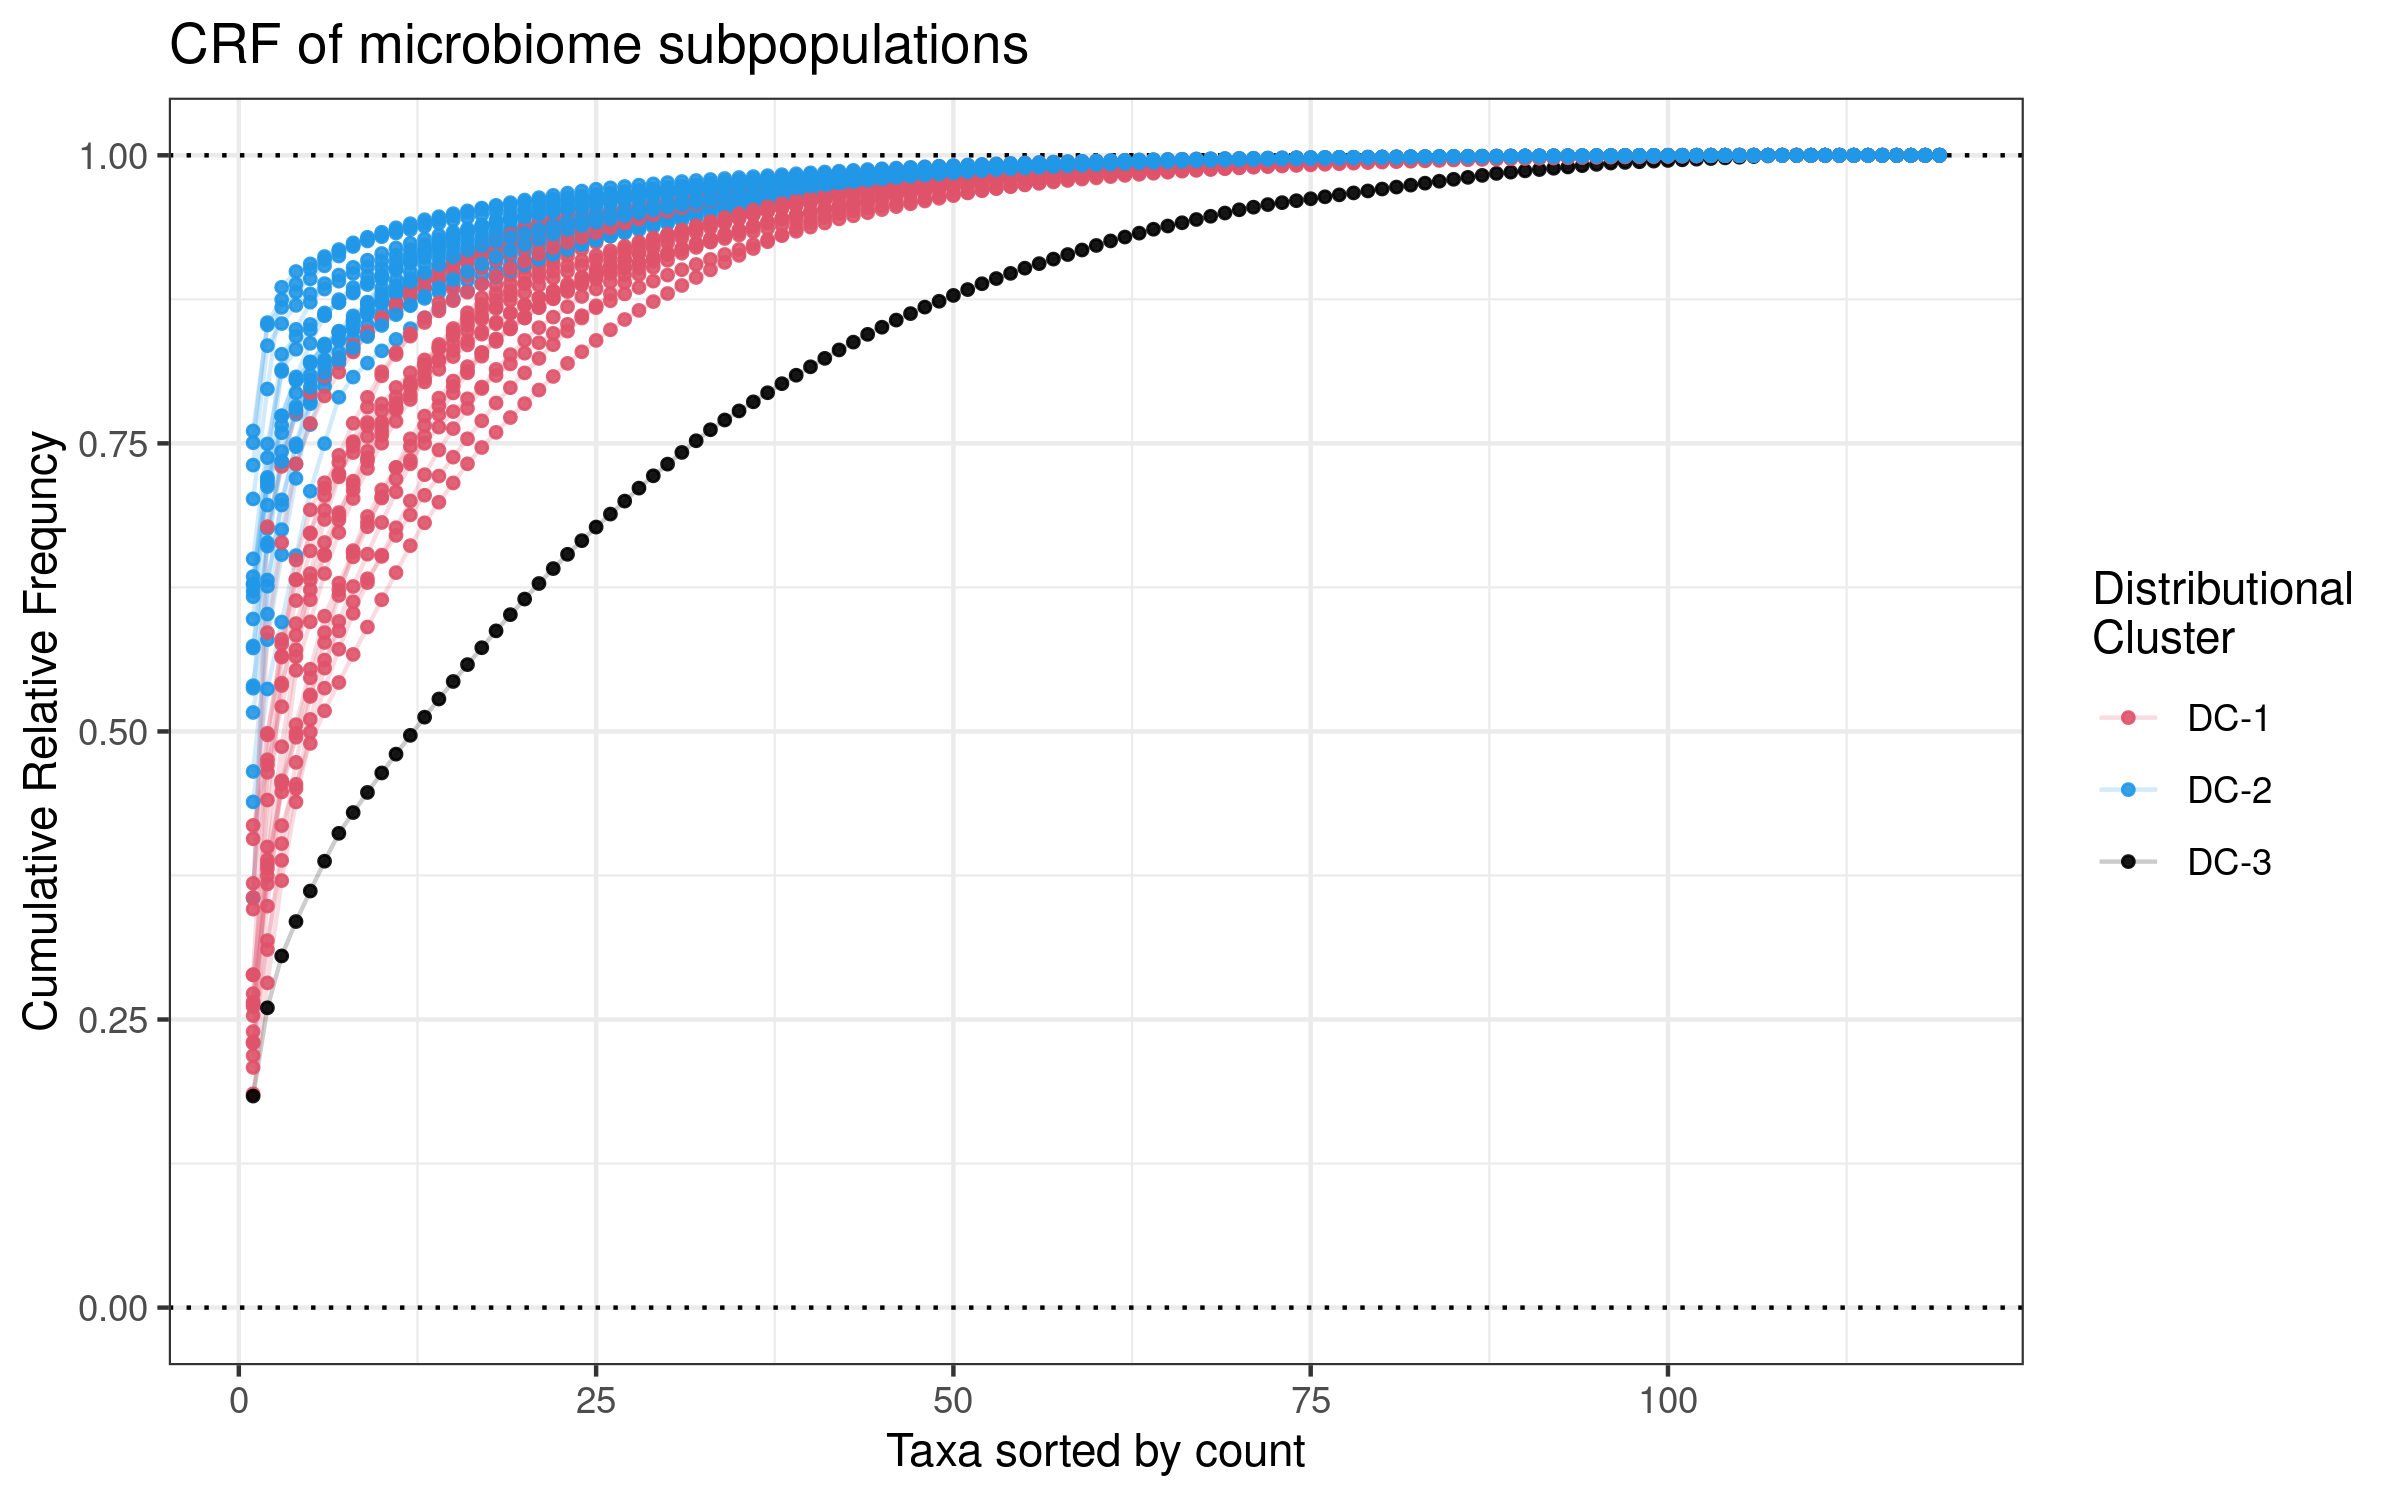 CRF of microbiome subpopulations
Cumulative Relative Frequncy
1.00
0.75
0.50
0.25
0.00
0
25
50
75
100
Taxa sorted by count
Distributional
Cluster
DC-1
DC-2
DC-3